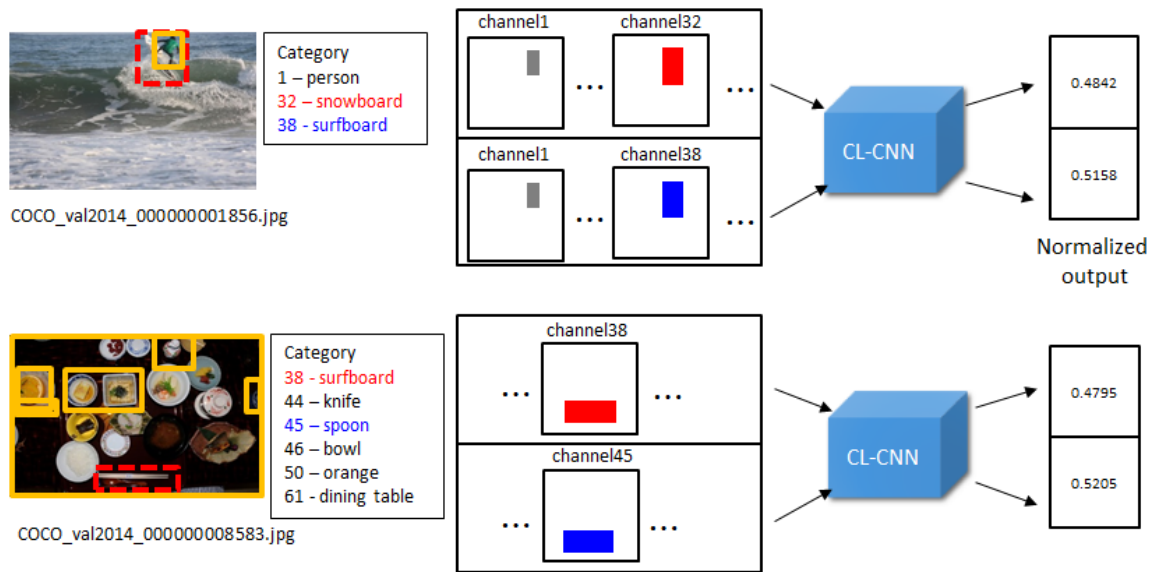 channel1
channel32
Category
1 – person
32 – snowboard
38 - surfboard
...
...
CL-CNN
0.4842
0.5158
channel1
channel38
...
...
COCO_val2014_000000001856.jpg
Normalized
output
channel38
Category
38 - surfboard
44 – knife
45 – spoon
46 – bowl
50 – orange
61 - dining table
...
...
CL-CNN
0.4795
0.5205
channel45
...
...
COCO_val2014_000000008583.jpg